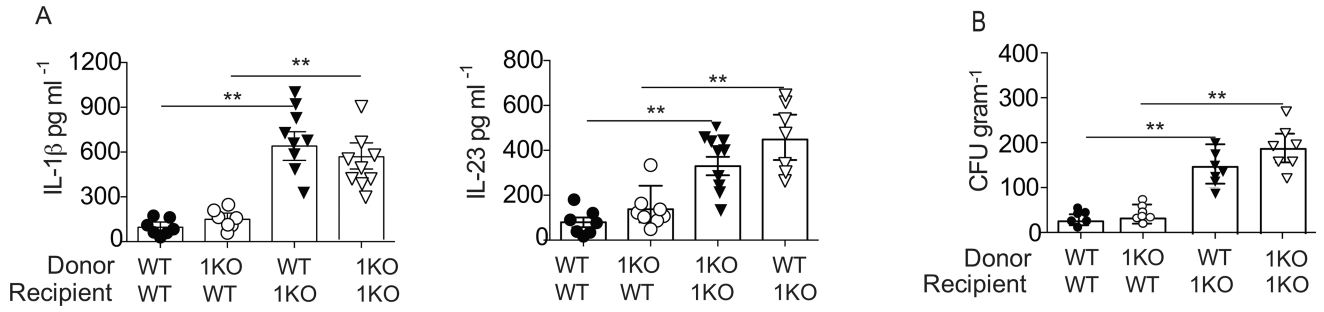 A
IL-1β pg ml⁻¹
1200
900
600
300
0
**
**
Donor WT 1KO WT 1KO
Recipient WT WT 1KO 1KO
IL-23 pg ml⁻¹
800
600
400
200
0
**
**
WT 1KO 1KO WT
WT WT 1KO 1KO
B
CFU gram⁻¹
400
300
200
100
0
**
**
Donor WT 1KO WT 1KO
Recipient WT WT 1KO 1KO